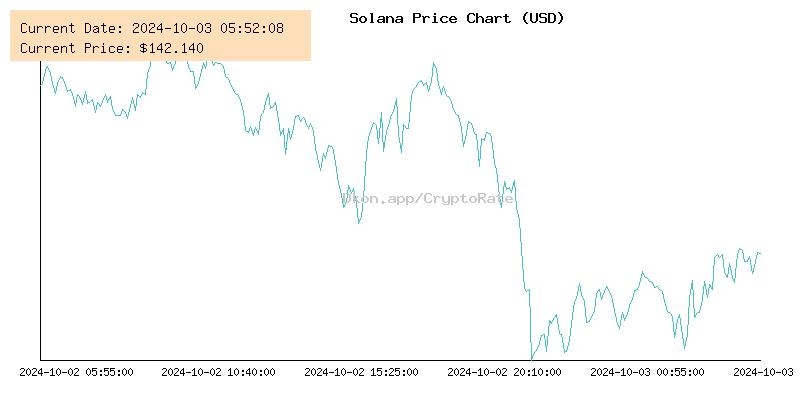 Solana Price Chart (USD)
Current Date: 2024-10-03 05:52:08
Current Price: $142.140
Dkon.app/CryptoRate
2024-10-02 05:55:00 2024-10-02 10:40:00 2024-10-02 15:25:00 2024-10-02 20:10:00 2024-10-03 00:55:00 2024-10-03